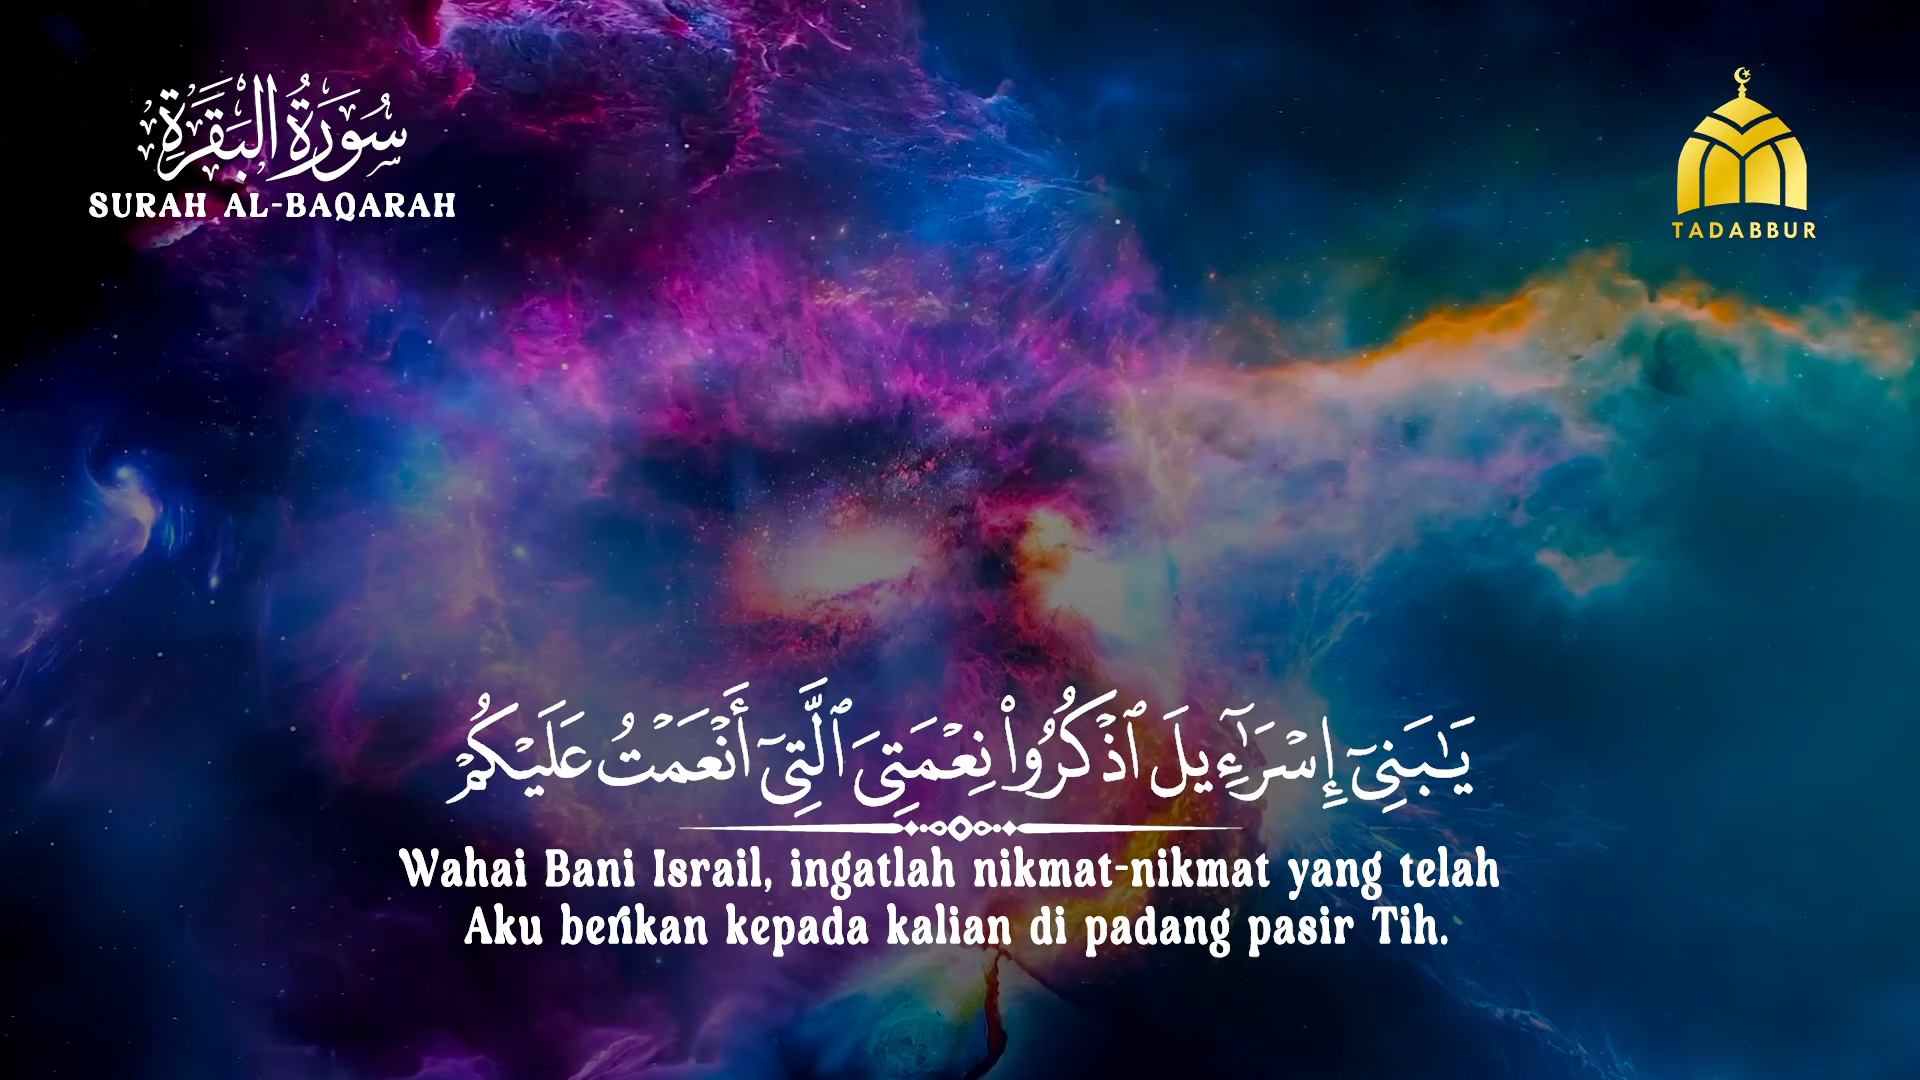 سُورَةُ الْبَقَرَةِ
SURAH AL-BAQARAH
TADABBUR
يَـٰبَنِىٓ إِسْرَٰٓءِيلَ ٱذْكُرُوا۟ نِعْمَتِىَ ٱلَّتِىٓ أَنْعَمْتُ عَلَيْكُمْ
Wahai Bani Israil, ingatlah nikmat-nikmat yang telah
Aku berikan kepada kalian di padang pasir Tih.